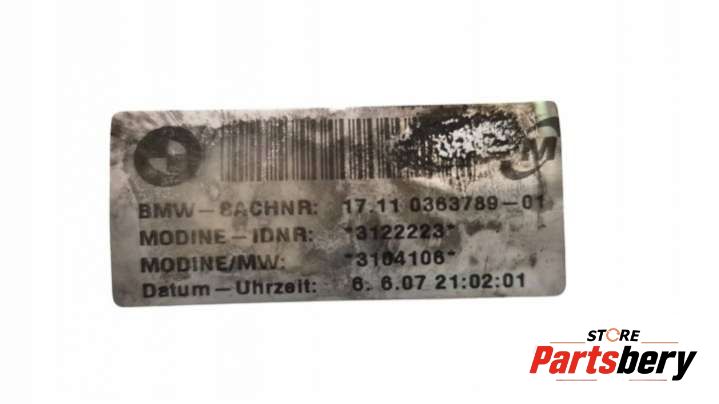 M
BMW-SACHNR: 17.11 0363789-01
MODINE-IDNR: *3122223*
MODINE/MW: *3104106*
Datum-Uhrzeit: 6. 6.07 21:02:01
STORE
Partsbery